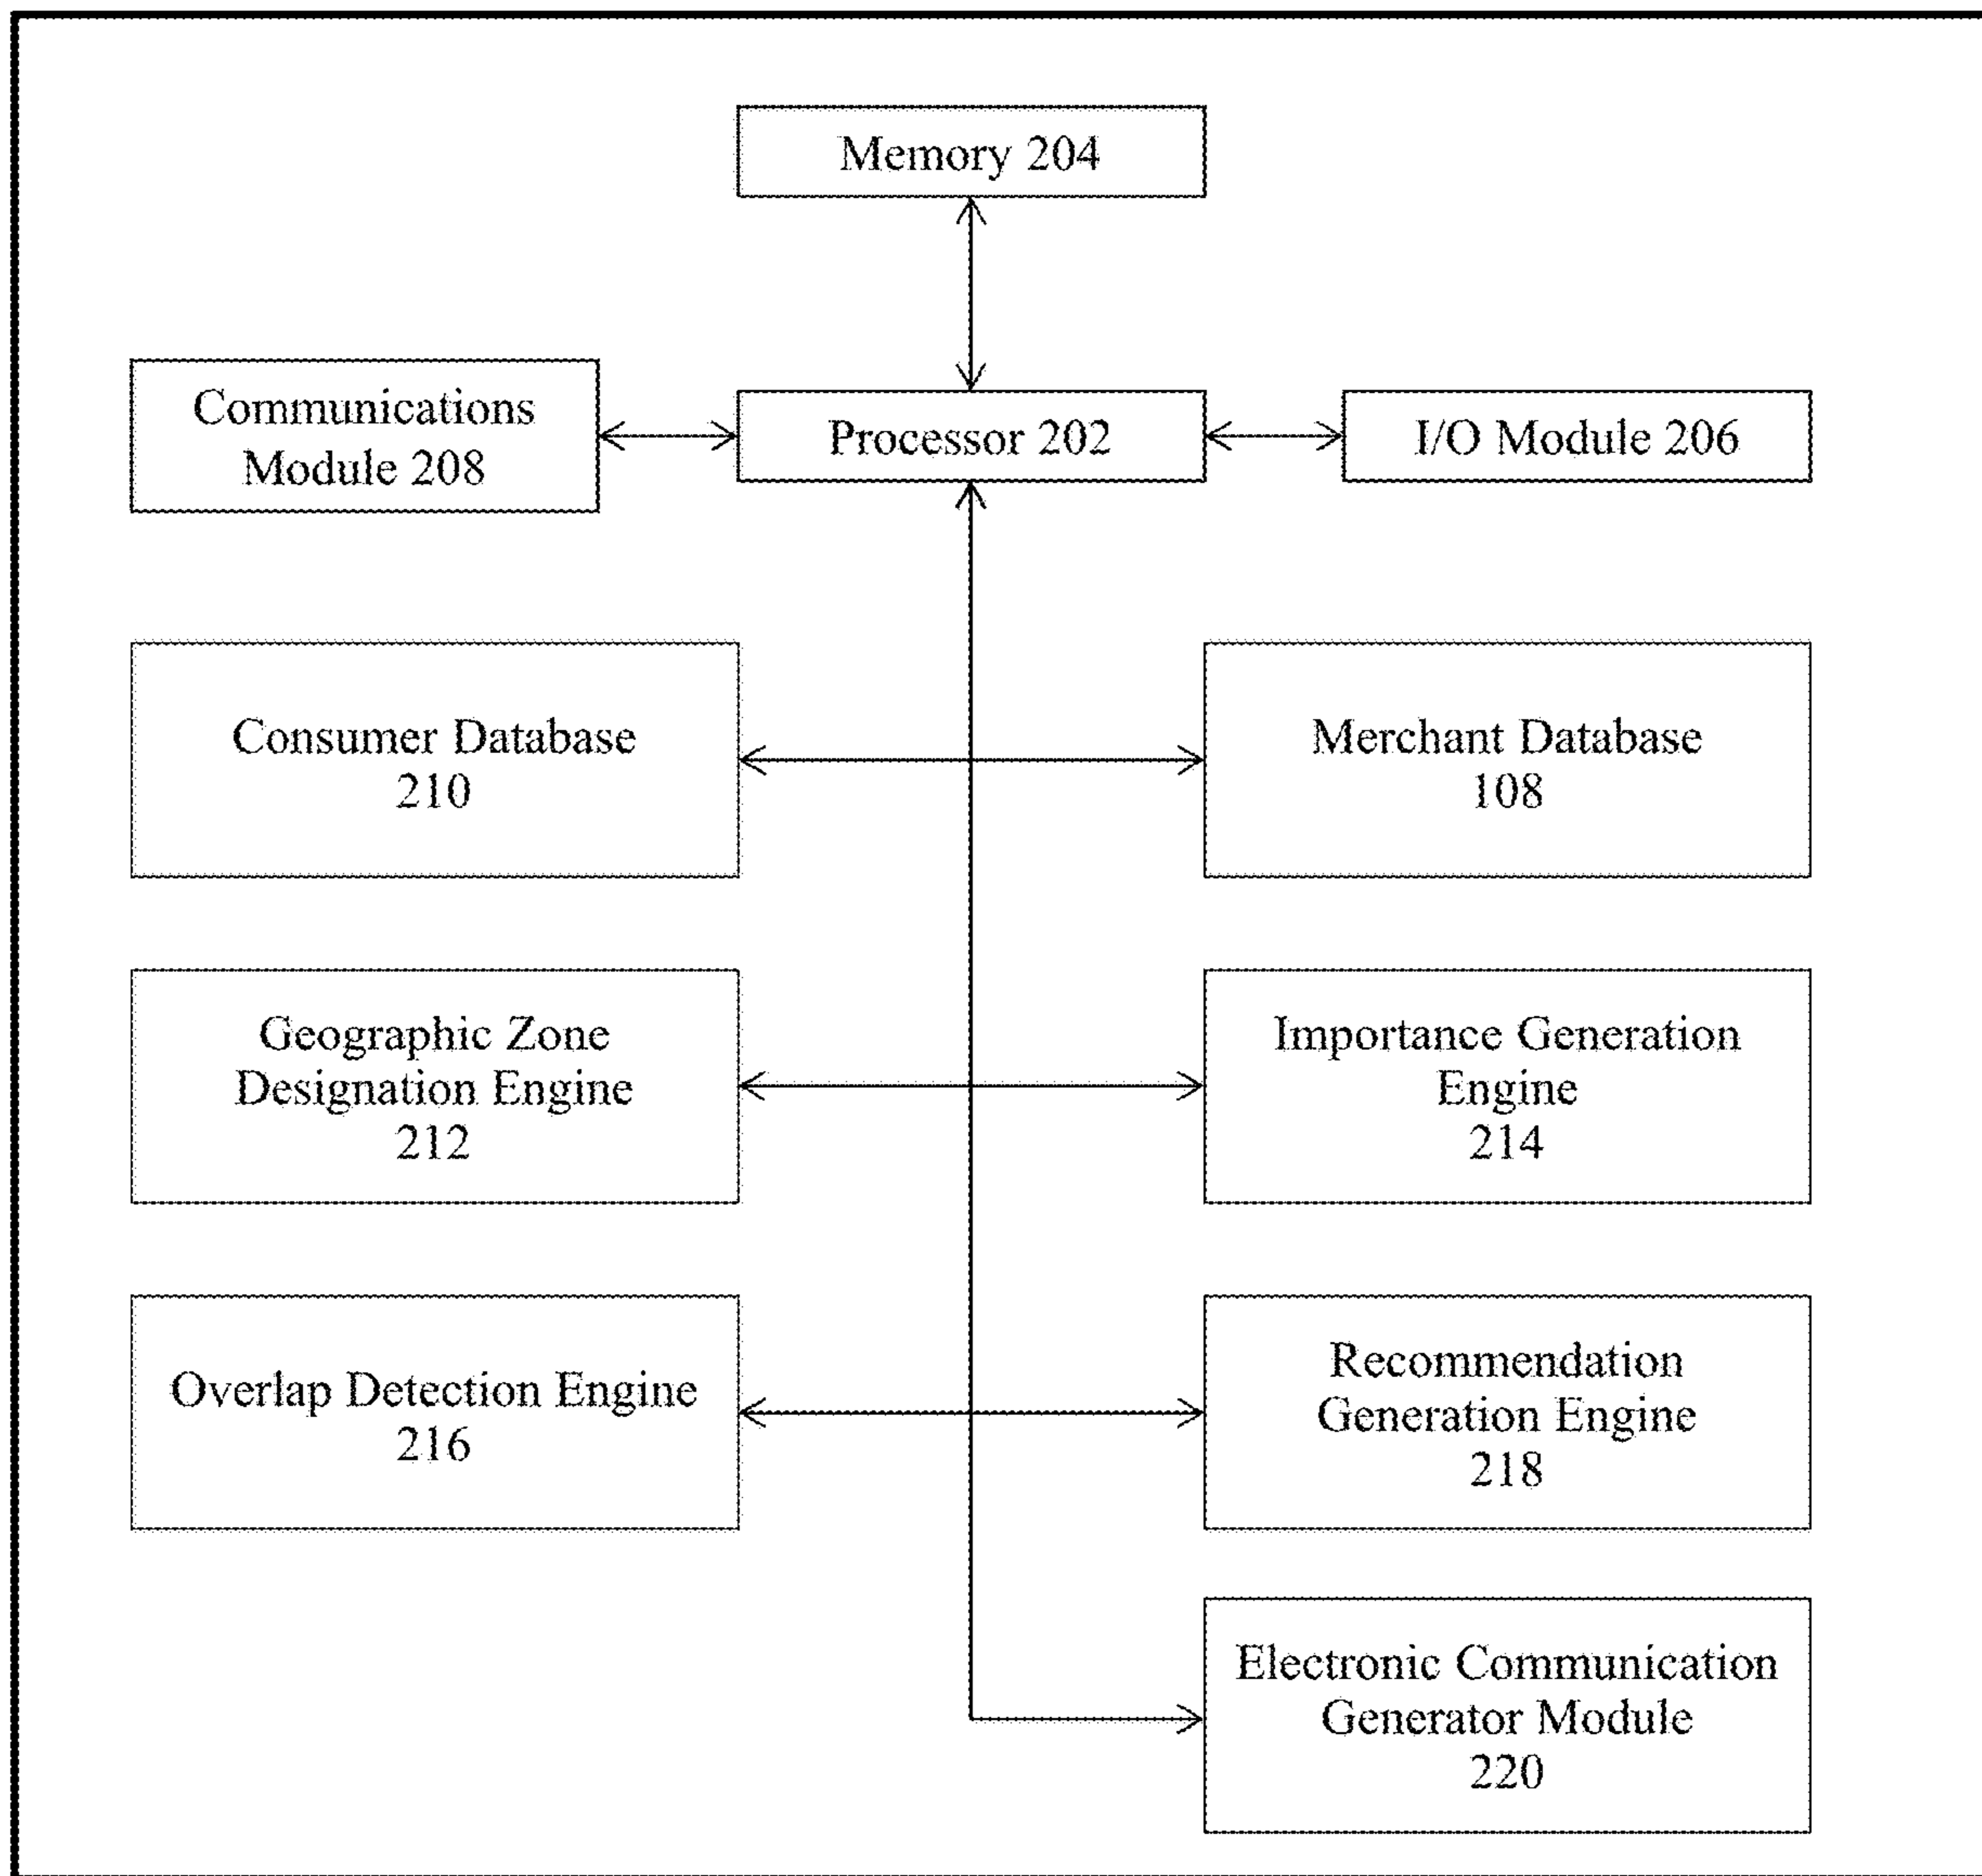 Memory 204
Communications
Module 208
Processor 202
I/O Module 206
Consumer Database
210
Merchant Database
108
Geographic Zone
Designation Engine
212
Importance Generation
Engine
214
Overlap Detection Engine
216
Recommendation
Generation Engine
218
Electronic Communication
Generator Module
220